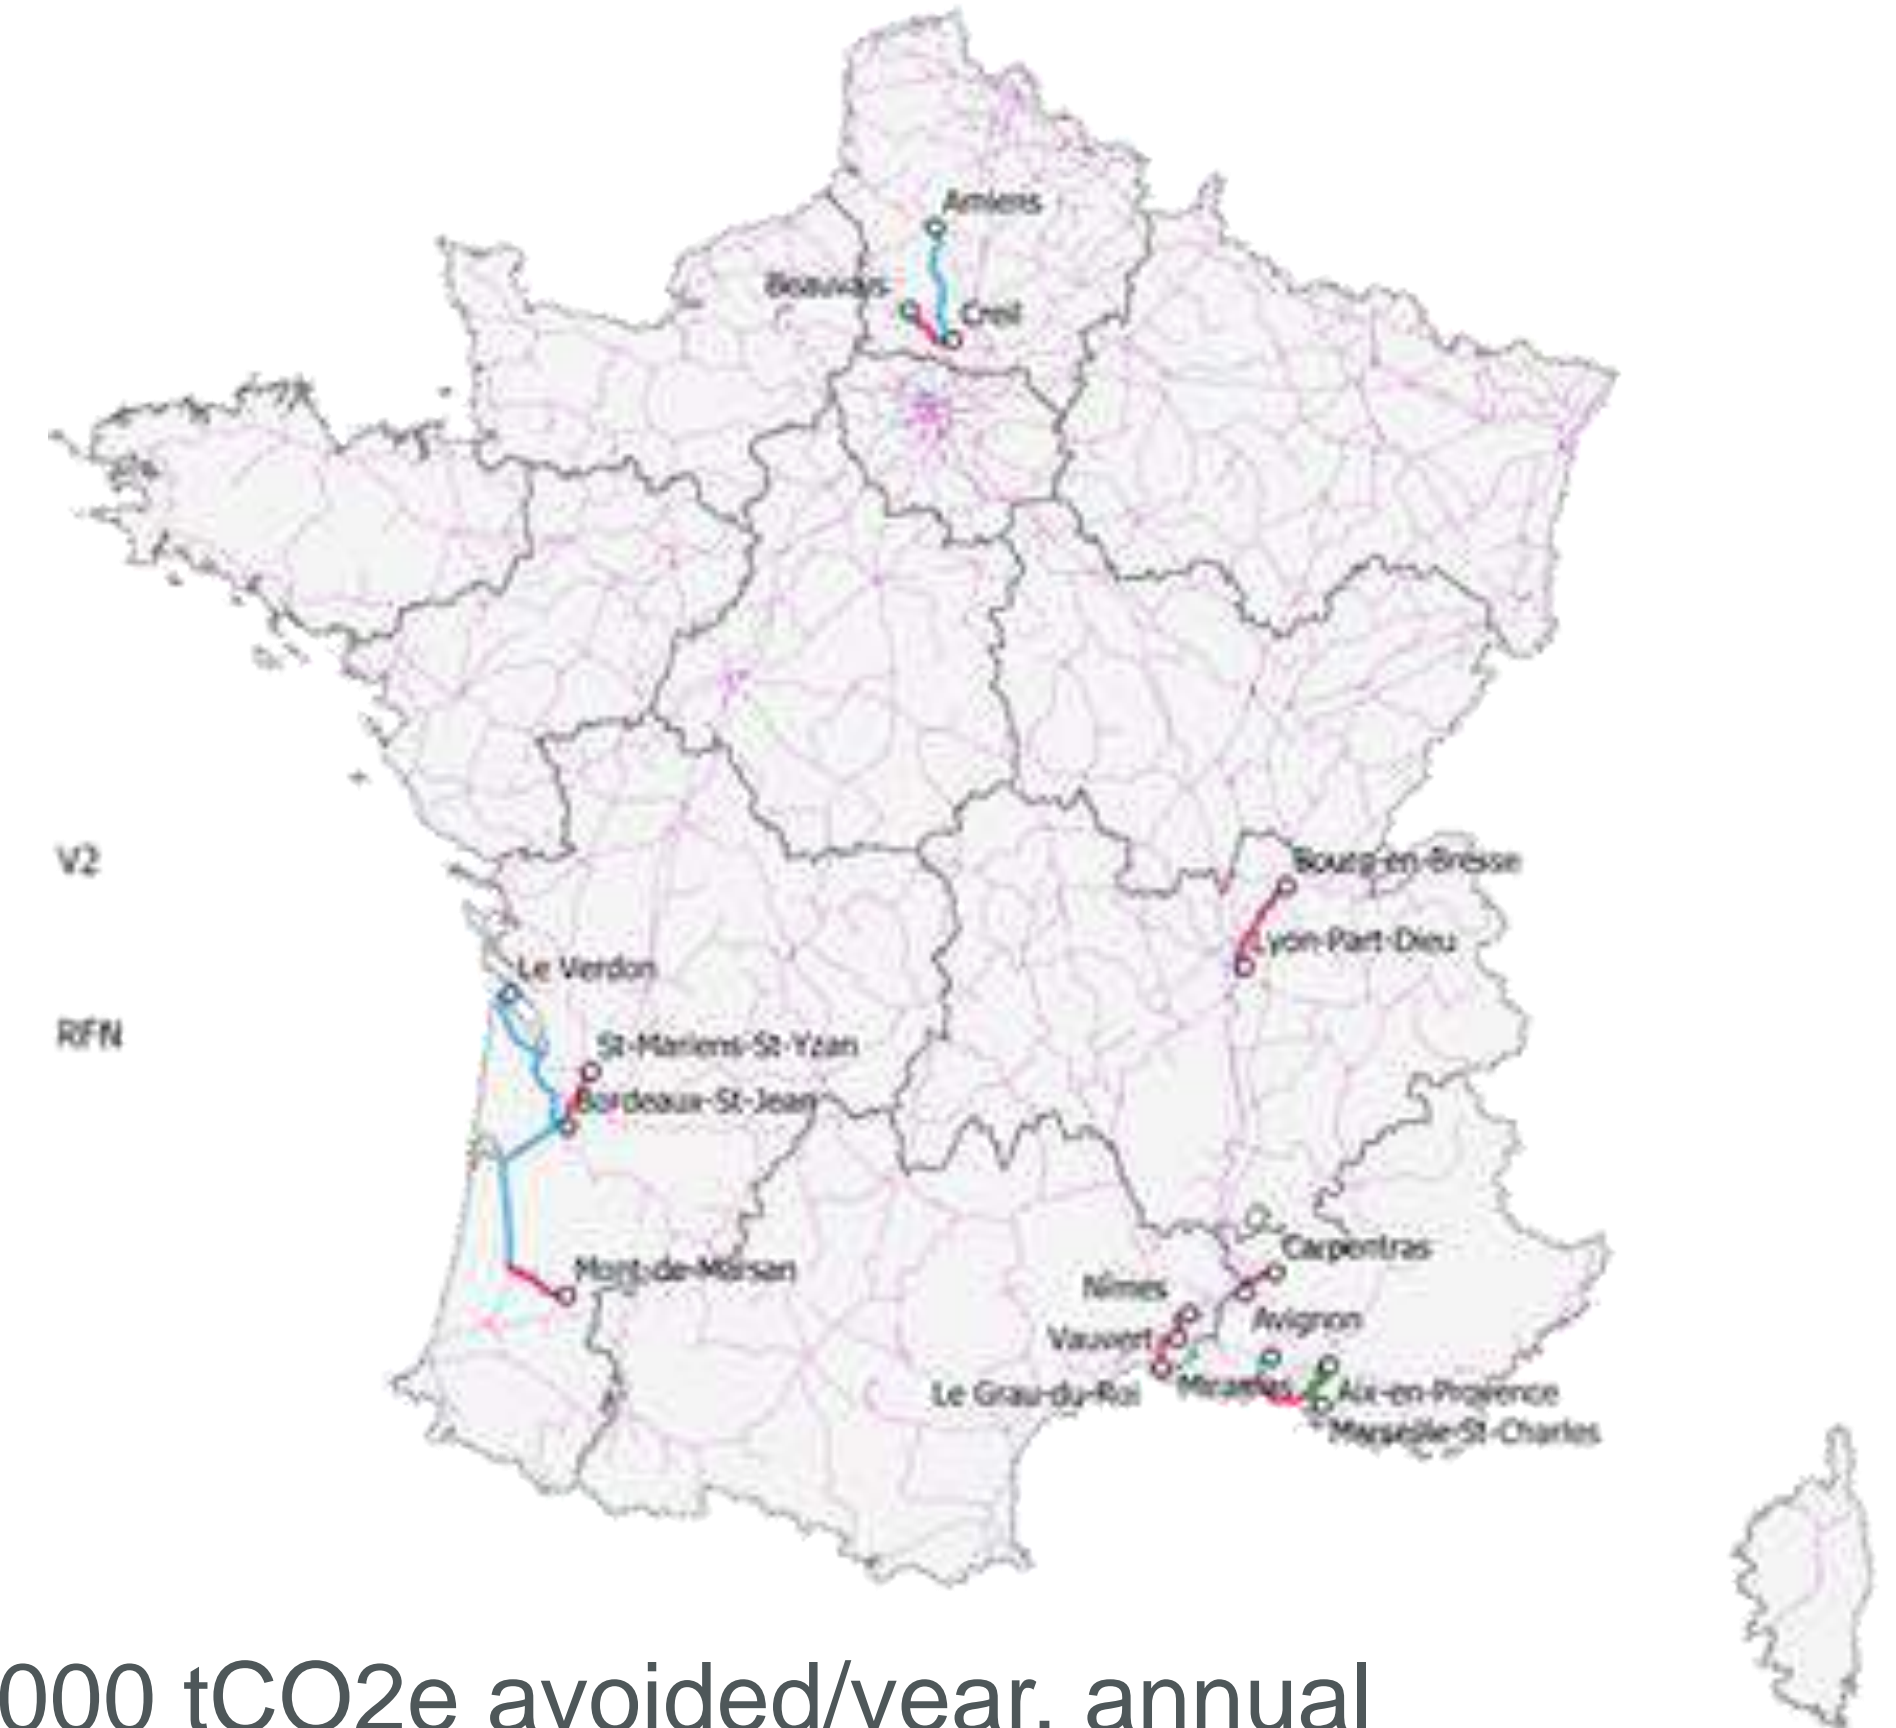 Amiens
Beauvais
Creil
V2
Bourg-en-Bresse
Lyon-Part-Dieu
Le Verdon
RFN
St-Mariens-St-Yzan
Bordeaux-St-Jean
Carpentras
Mont-de-Marsan
Nîmes
Avignon
Vauvert
Miramas
Aix-en-Provence
Le Grau-du-Roi
Marseille-St-Charles
000 tCO2e avoided/year, annual